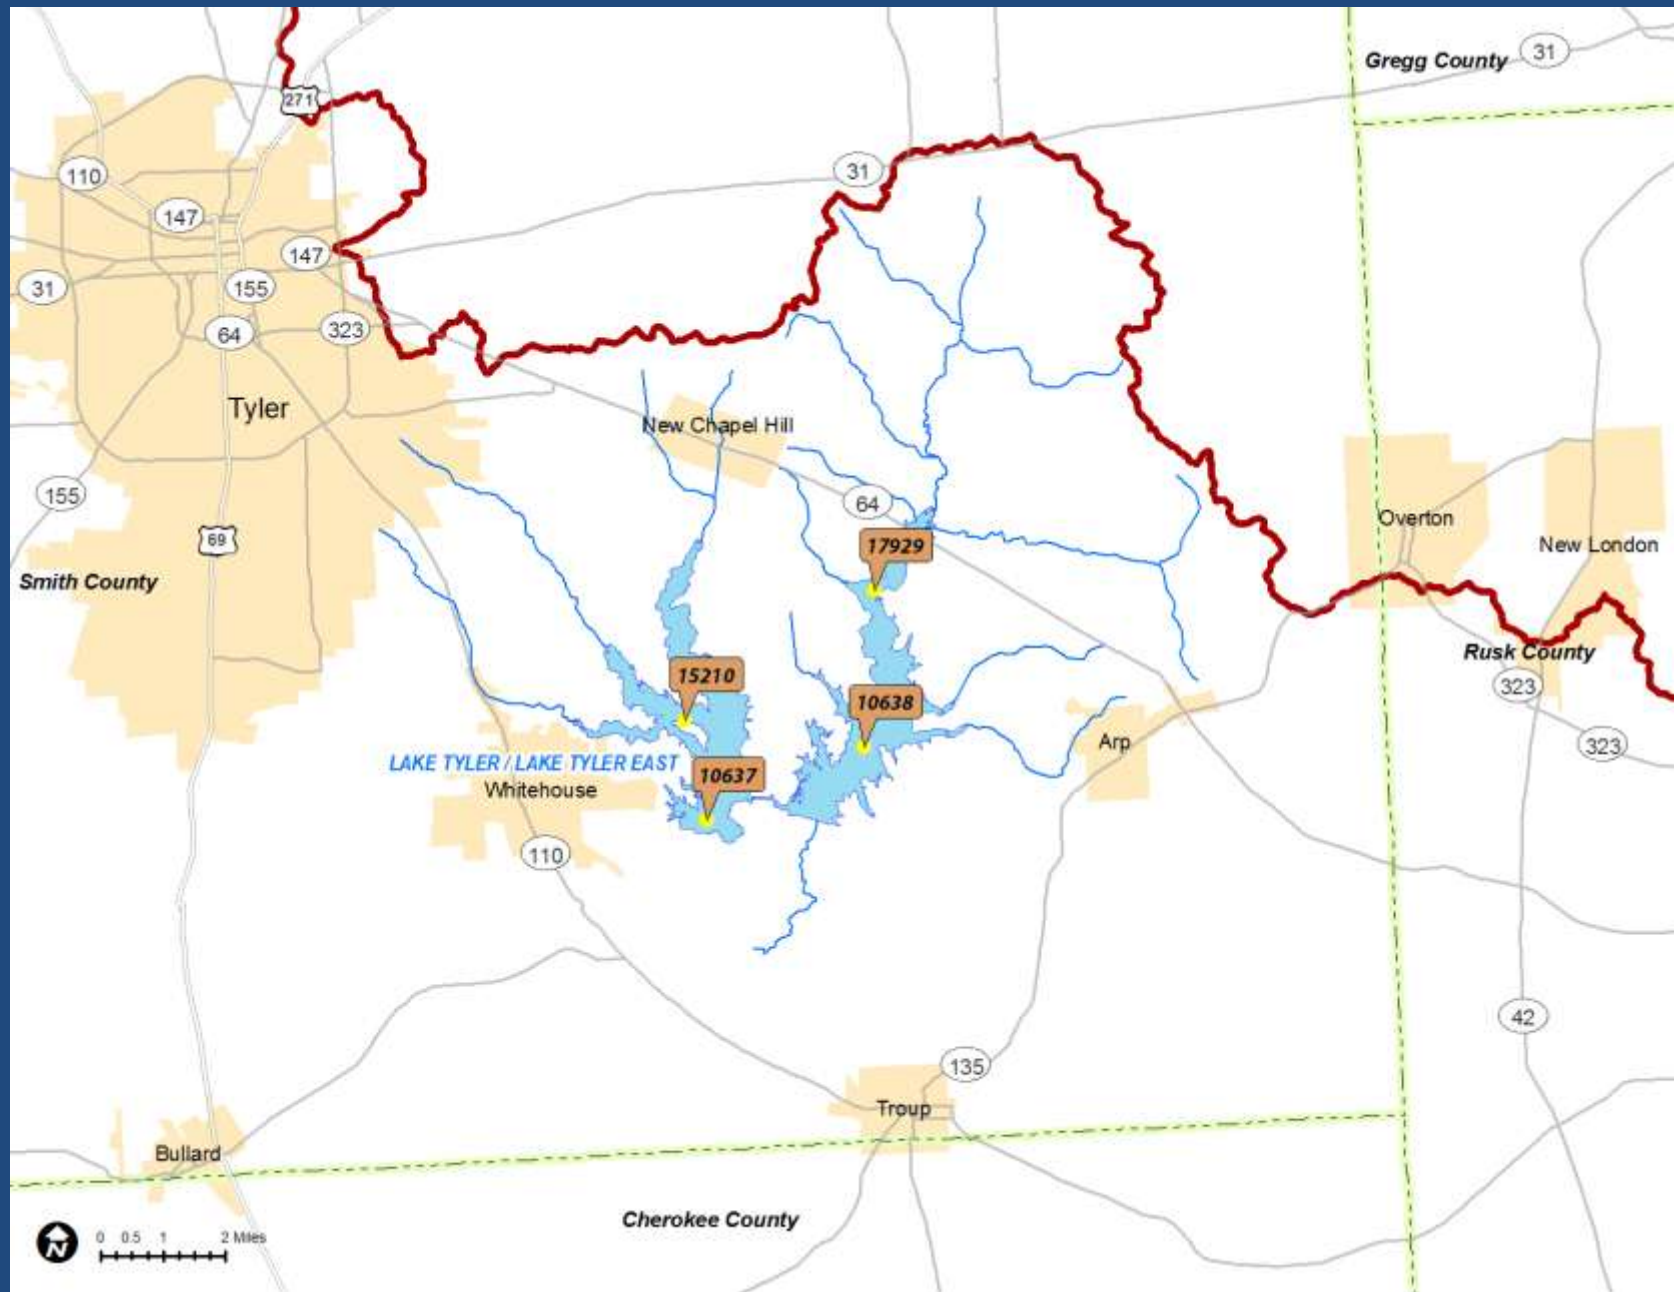 Gregg County
31
271
110
31
147
147
31
155
64
323
Tyler
New Chapel Hill
155
64
Overton
69
17929
New London
Smith County
Rusk County
15210
323
10638
Arp
323
LAKE TYLER / LAKE TYLER EAST
10637
Whitehouse
110
42
135
Troup
Bullard
Cherokee County
N
0 0.5 1 2 Miles